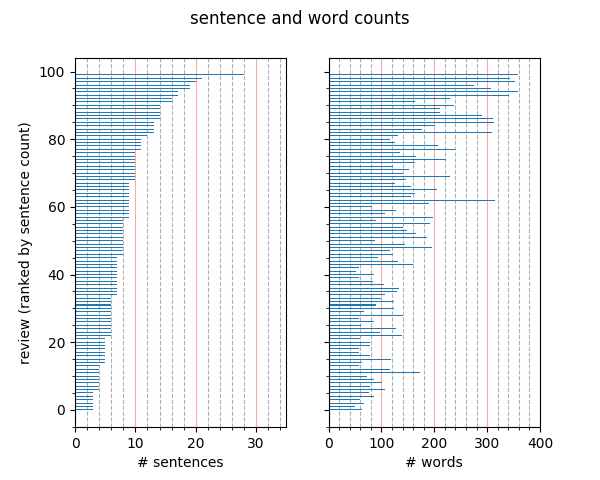 sentence and word counts
review (ranked by sentence count)
100
80
60
40
20
0
0 10 20 30
# sentences
0 100 200 300 400
# words